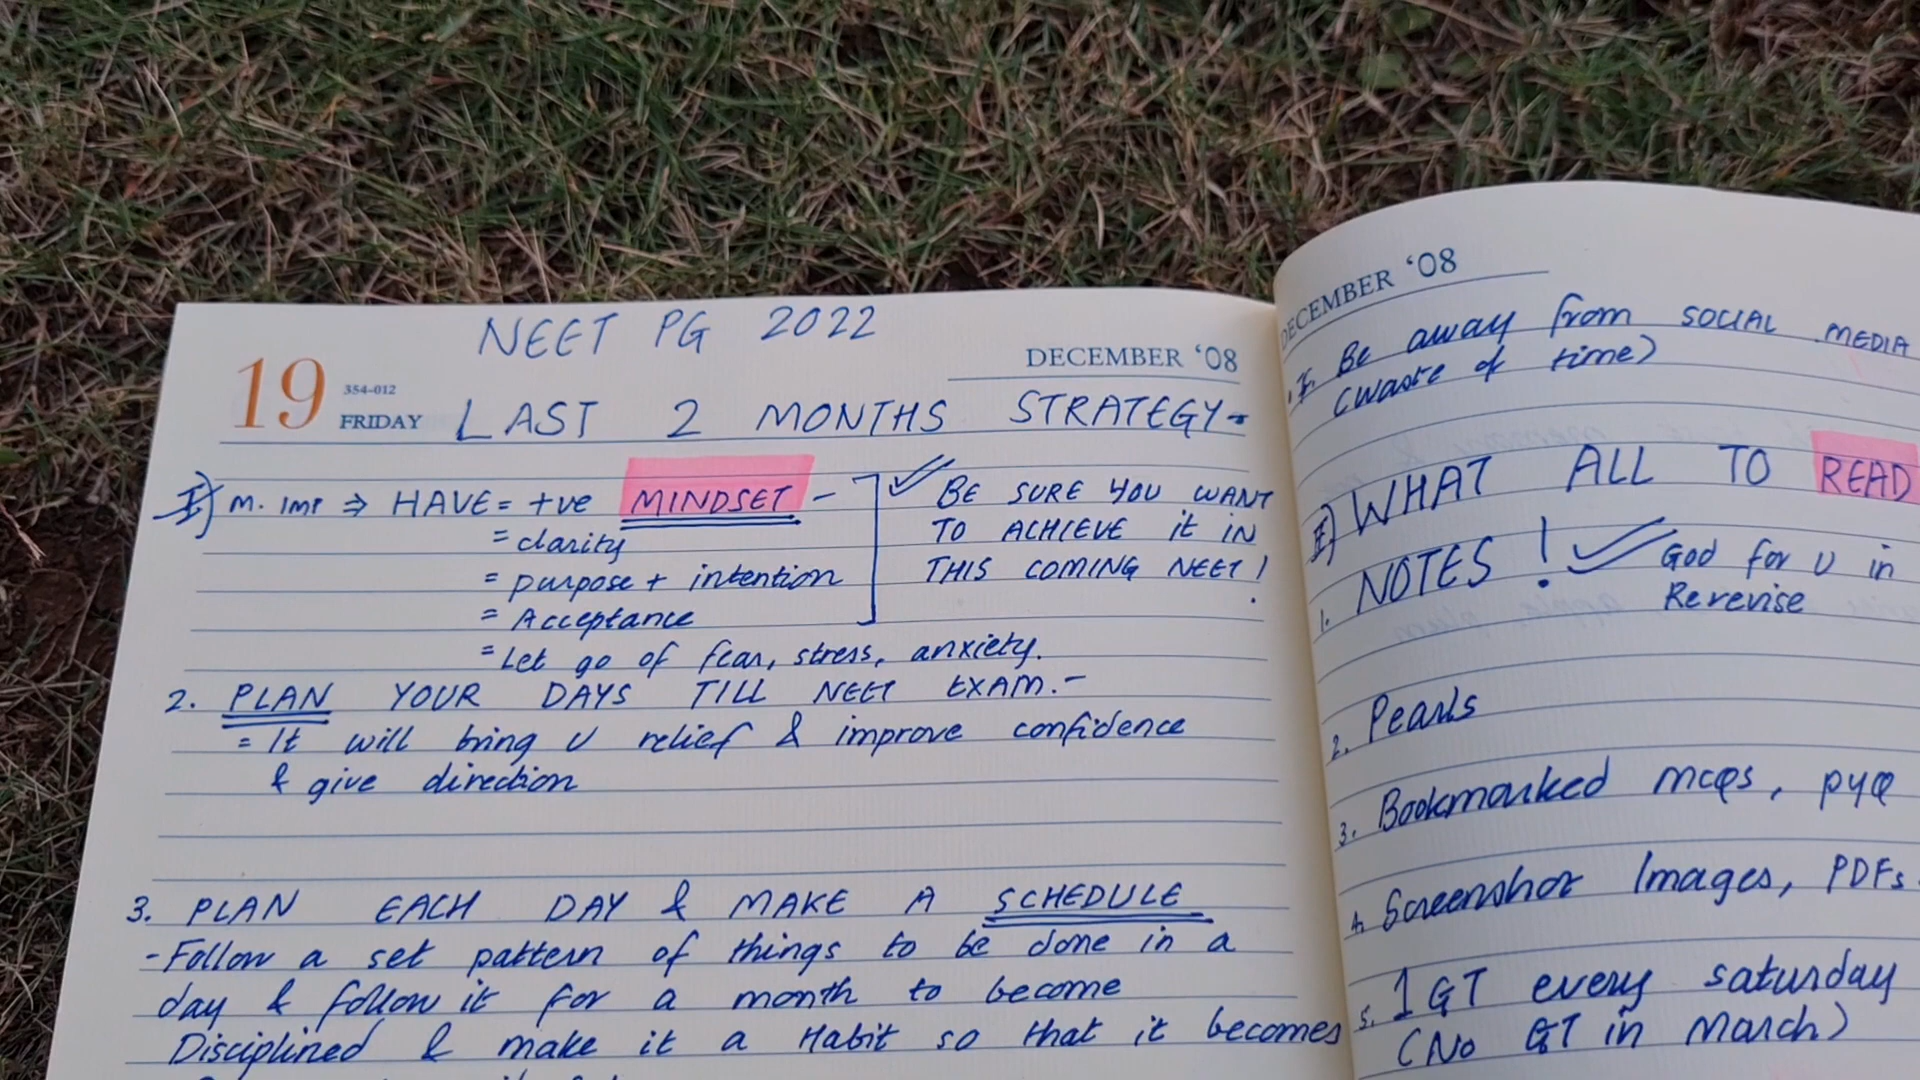 NEET PG 2022
19
354-012
FRIDAY
DECEMBER '08
LAST 2 MONTHS STRATEGY-
I) M. IMP ⇒ HAVE = +ve MINDSET -
= clarity
= purpose + intention
= Acceptance
= Let go of fear, stress, anxiety.
BE SURE YOU WANT
TO ACHIEVE it IN
THIS COMING NEET!
2. PLAN YOUR DAYS TILL NEET EXAM.-
= It will bring U relief & improve confidence
& give direction
3. PLAN EACH DAY & MAKE A SCHEDULE
- Follow a set pattern of things to be done in a
day & follow it for a month to become
Disciplined & make it a Habit so that it becomes
DECEMBER '08
Be away from SOCIAL MEDIA
(waste of time)
II) WHAT ALL TO READ
1. NOTES! God for U in
Rerevise
2. Pearls
3. Bookmarked mcqs, pyq
4. Screenshot Images, PDFs.
5. 1 GT every saturday
(No GT in March)